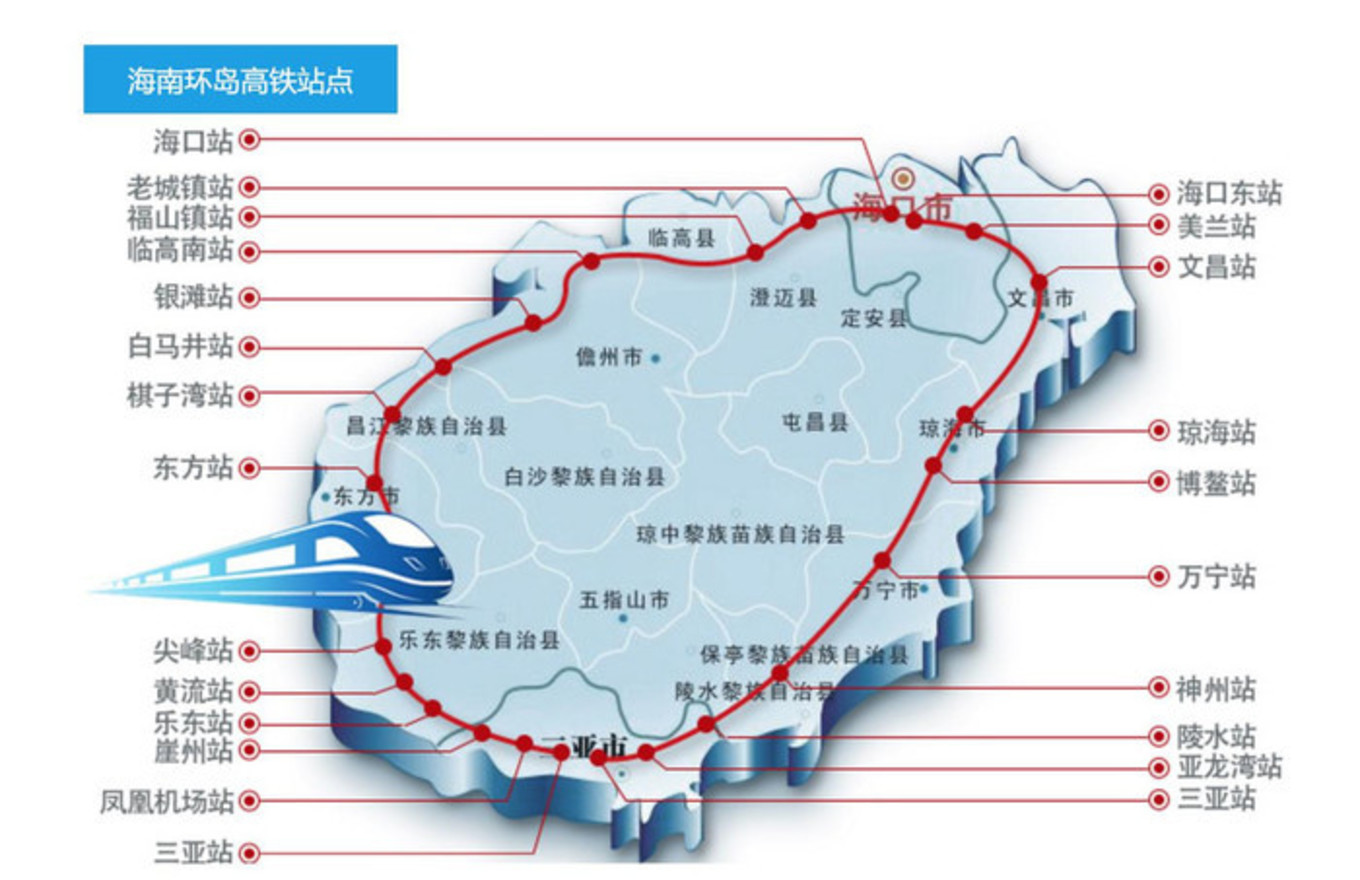 海南环岛高铁站点
海口站
老城镇站
福山镇站
临高南站
银滩站
白马井站
棋子湾站
东方站
尖峰站
黄流站
乐东站
崖州站
凤凰机场站
三亚站
海口市
临高县
澄迈县
定安县
文昌市
儋州市
屯昌县
琼海市
昌江黎族自治县
白沙黎族自治县
东方市
琼中黎族苗族自治县
万宁市
五指山市
乐东黎族自治县
保亭黎族苗族自治县
陵水黎族自治县
三亚市
海口东站
美兰站
文昌站
琼海站
博鳌站
万宁站
神州站
陵水站
亚龙湾站
三亚站